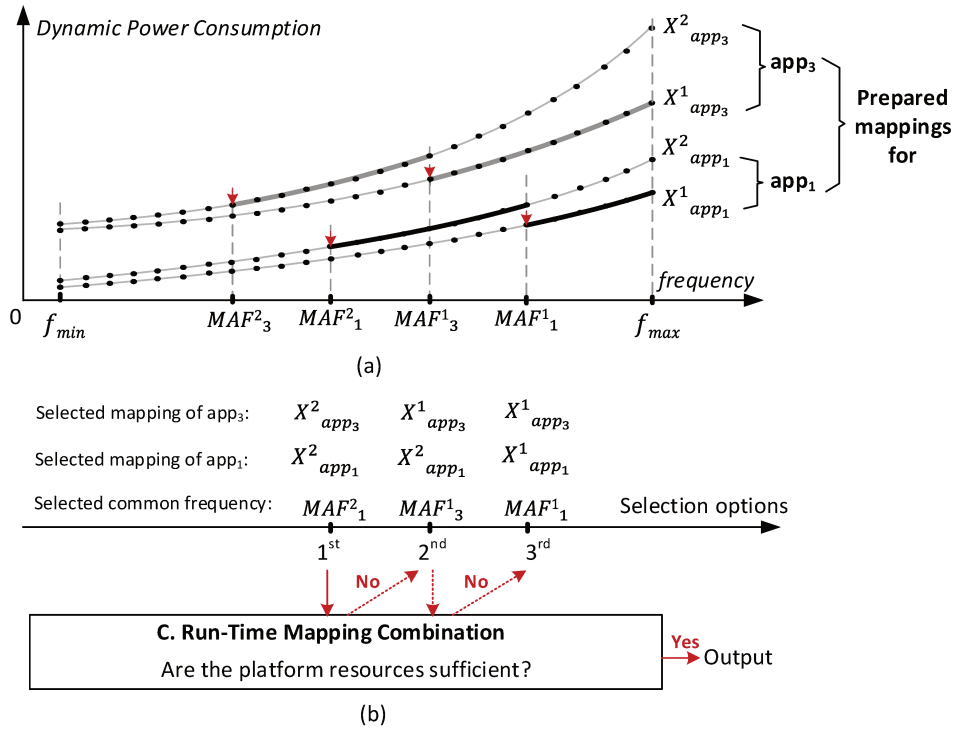 Dynamic Power Consumption
X²app₃
app₃
X¹app₃
Prepared
mappings
for
X²app₁
app₁
X¹app₁
frequency
0
fmin
MAF²₃
MAF²₁
MAF¹₃
MAF¹₁
fmax
(a)
Selected mapping of app₃: X²app₃ X¹app₃ X¹app₃
Selected mapping of app₁: X²app₁ X²app₁ X¹app₁
Selected common frequency: MAF²₁ MAF¹₃ MAF¹₁ Selection options
1st 2nd 3rd
No No
C. Run-Time Mapping Combination
Are the platform resources sufficient?
Yes
Output
(b)